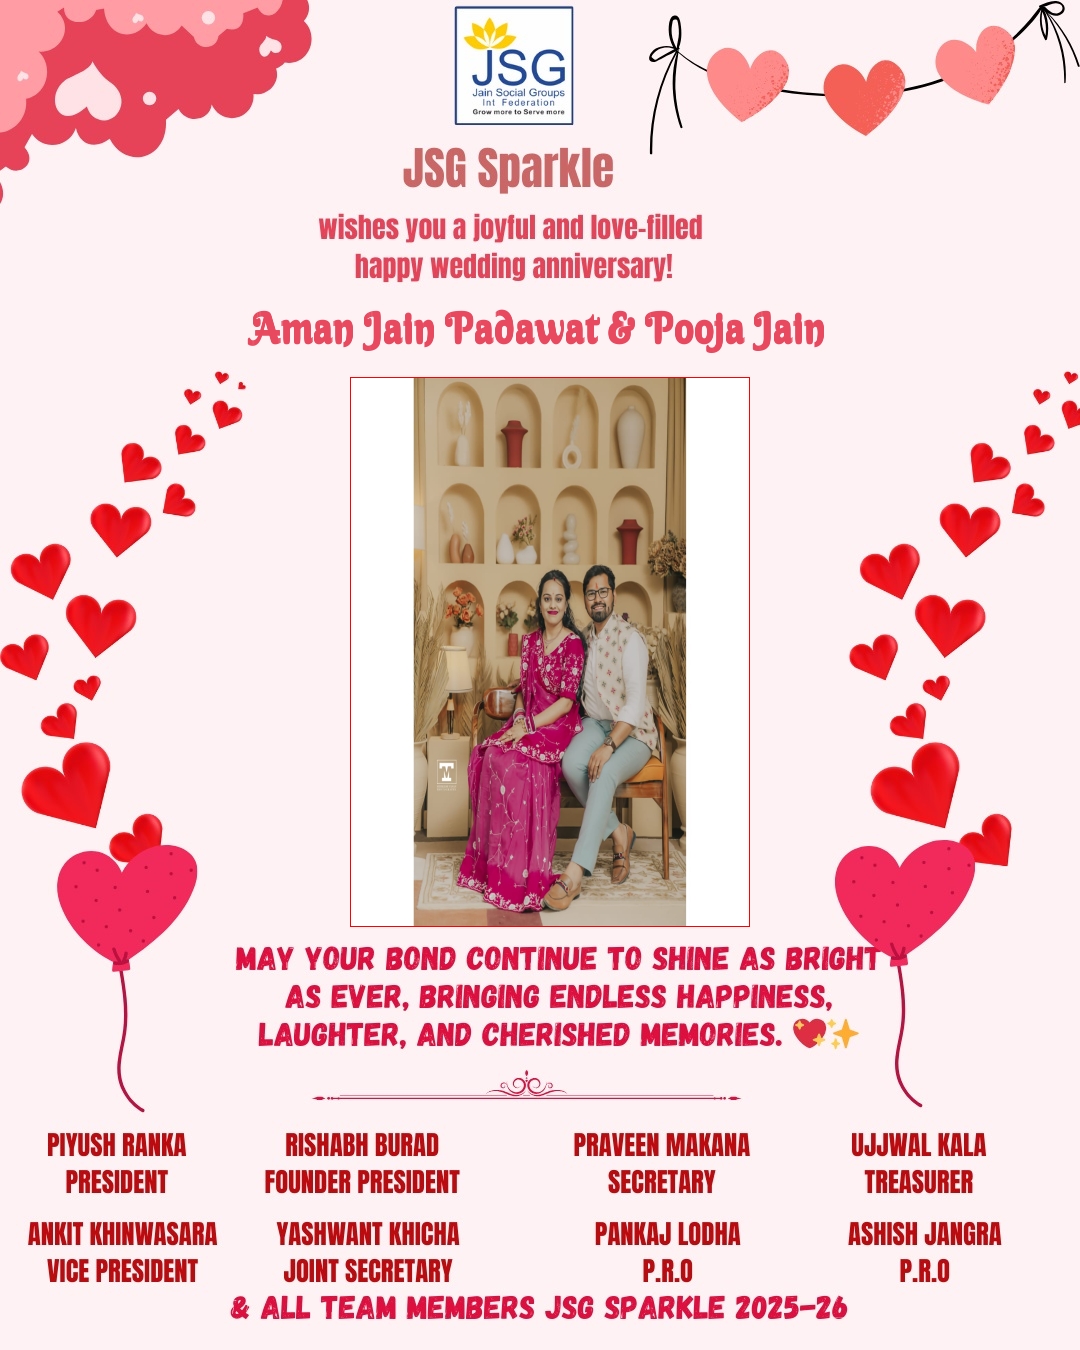 JSG
Jain Social Groups
Int Federation
Grow more to Serve more
JSG Sparkle
wishes you a joyful and love-filled
happy wedding anniversary!
Aman Jain Padawat & Pooja Jain
MAY YOUR BOND CONTINUE TO SHINE AS BRIGHT
AS EVER, BRINGING ENDLESS HAPPINESS,
LAUGHTER, AND CHERISHED MEMORIES. 💖✨
PIYUSH RANKA
PRESIDENT
RISHABH BURAD
FOUNDER PRESIDENT
PRAVEEN MAKANA
SECRETARY
UJJWAL KALA
TREASURER
ANKIT KHINWASARA
VICE PRESIDENT
YASHWANT KHICHA
JOINT SECRETARY
PANKAJ LODHA
P.R.O
ASHISH JANGRA
P.R.O
& ALL TEAM MEMBERS JSG SPARKLE 2025-26